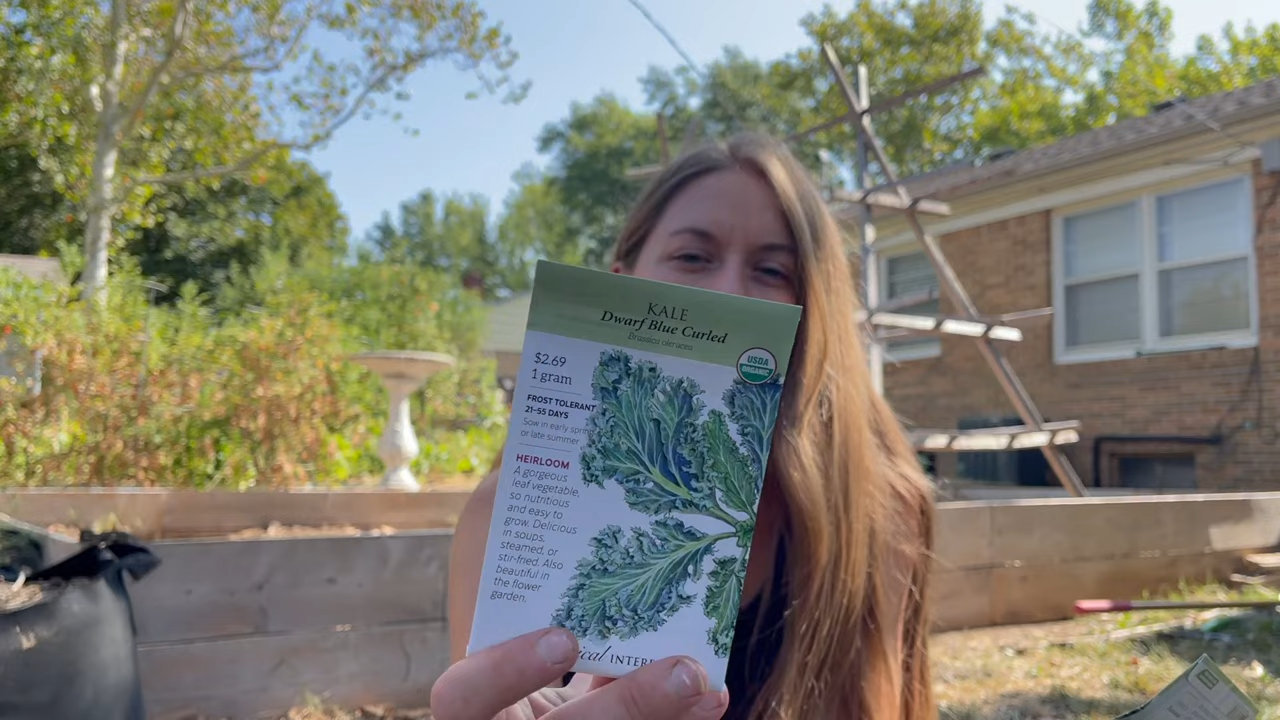 KALE
Dwarf Blue Curled
Brassica oleracea
USDA
ORGANIC
$2.69
1 gram
FROST TOLERANT
21–55 DAYS
Sow in early spring
or late summer
HEIRLOOM
A gorgeous
leaf vegetable,
so nutritious
and easy to
grow. Delicious
in soups,
steamed, or
stir-fried. Also
beautiful in
the flower
garden.